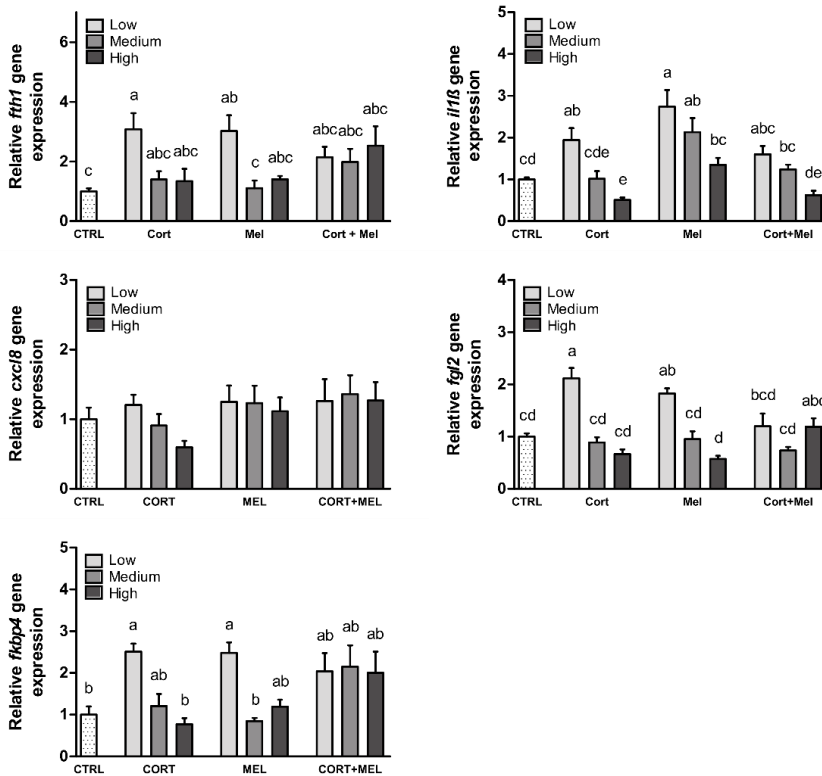 Relative fth1 gene
expression
6
4
2
0
Low
Medium
High
c
a
abc abc
ab
c
abc
abc abc
abc
CTRL Cort Mel Cort + Mel
Relative il1ß gene
expression
5
4
3
2
1
0
Low
Medium
High
cd
ab
cde
e
a
ab
bc
abc
bc
de
CTRL Cort Mel Cort+Mel
Relative cxcl8 gene
expression
3
2
1
0
Low
Medium
High
CTRL CORT MEL CORT+MEL
Relative fgl2 gene
expression
4
3
2
1
0
Low
Medium
High
cd
a
cd cd
ab
cd
d
bcd
cd
abc
CTRL Cort Mel Cort+Mel
Relative fkbp4 gene
expression
5
4
3
2
1
0
Low
Medium
High
b
a
ab
b
a
b
ab
ab ab ab
CTRL CORT MEL CORT+MEL